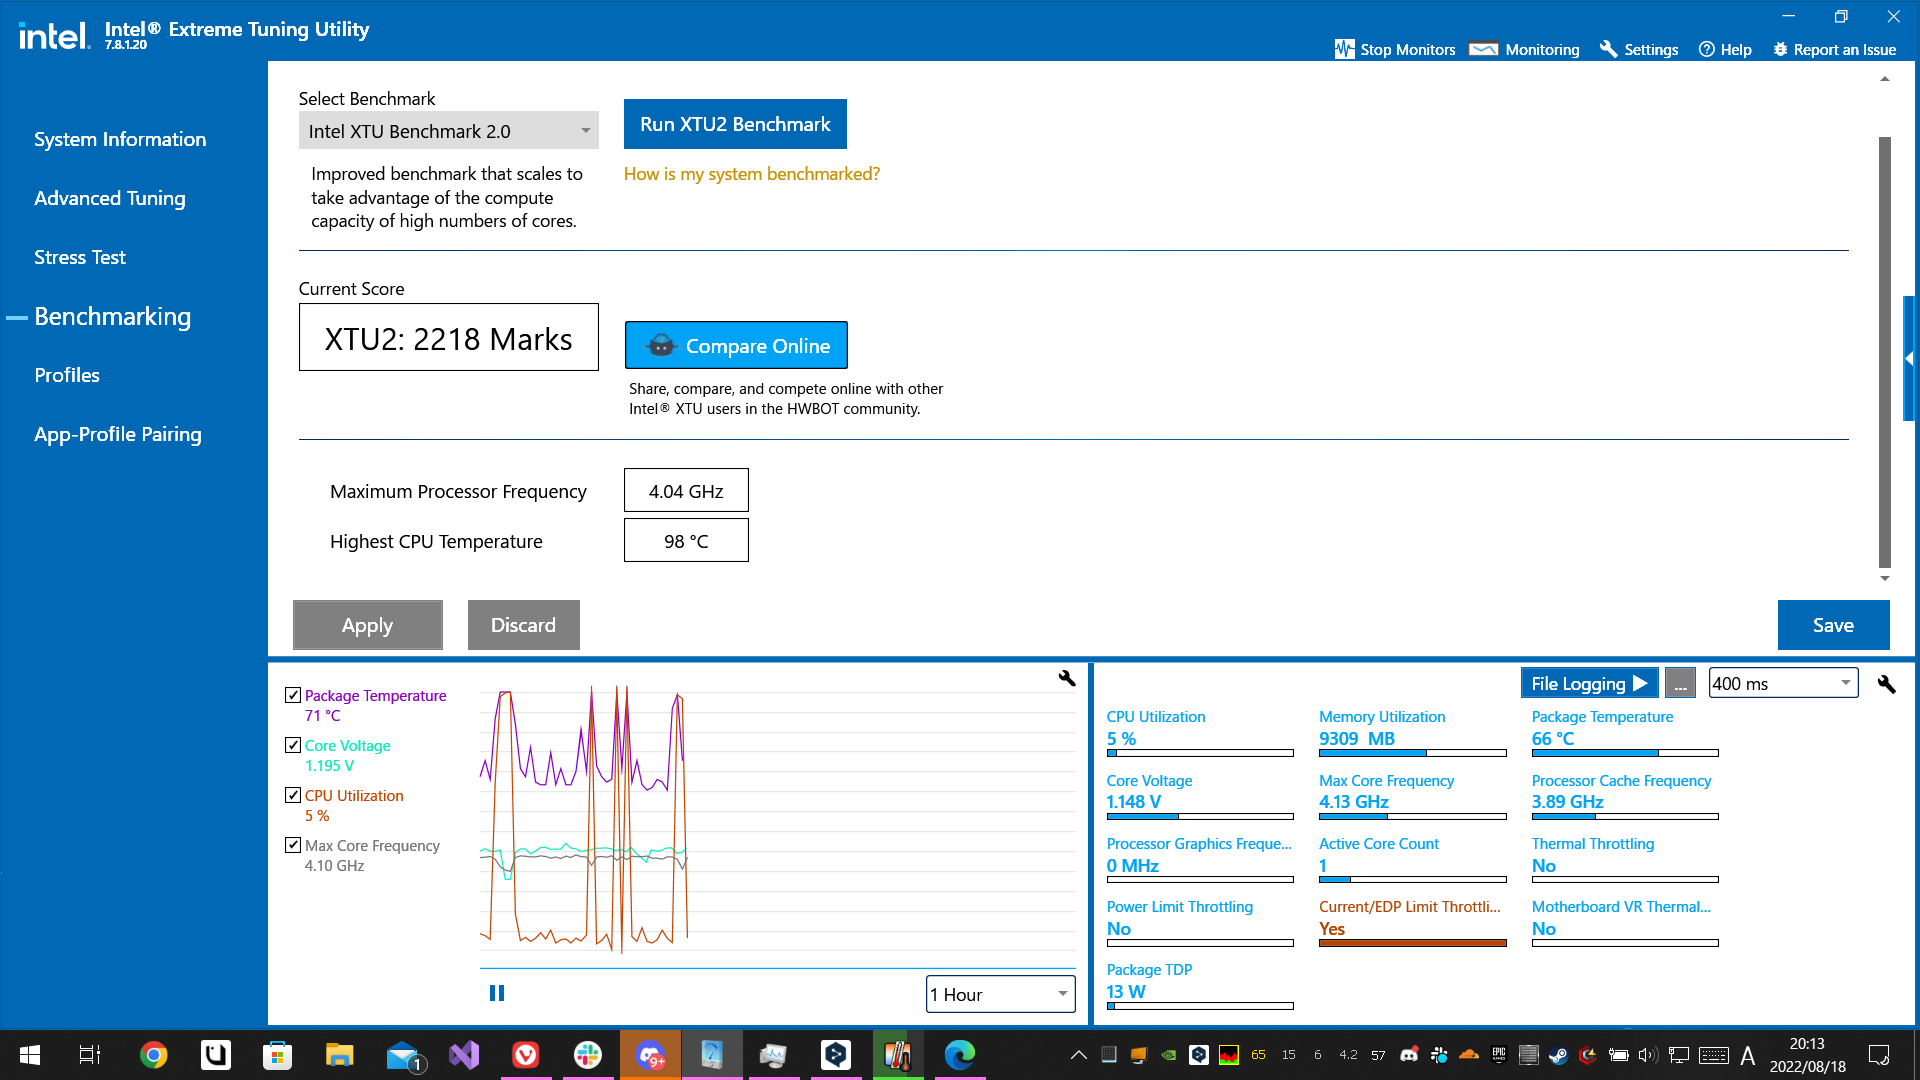 intel.
Intel® Extreme Tuning Utility
7.8.1.20
Stop Monitors
Monitoring
Settings
Help
Report an Issue
System Information
Advanced Tuning
Stress Test
Benchmarking
Profiles
App-Profile Pairing
Select Benchmark
Intel XTU Benchmark 2.0
Run XTU2 Benchmark
Improved benchmark that scales to
take advantage of the compute
capacity of high numbers of cores.
How is my system benchmarked?
Current Score
XTU2: 2218 Marks
Compare Online
Share, compare, and compete online with other
Intel® XTU users in the HWBOT community.
Maximum Processor Frequency
4.04 GHz
Highest CPU Temperature
98 °C
Apply
Discard
Save
Package Temperature
71 °C
Core Voltage
1.195 V
CPU Utilization
5 %
Max Core Frequency
4.10 GHz
1 Hour
File Logging
...
400 ms
CPU Utilization
5 %
Memory Utilization
9309 MB
Package Temperature
66 °C
Core Voltage
1.148 V
Max Core Frequency
4.13 GHz
Processor Cache Frequency
3.89 GHz
Processor Graphics Freque...
0 MHz
Active Core Count
1
Thermal Throttling
No
Power Limit Throttling
No
Current/EDP Limit Throttli...
Yes
Motherboard VR Thermal...
No
Package TDP
13 W
1
9+
65
15
6
4.2
57
EPIC
A
20:13
2022/08/18